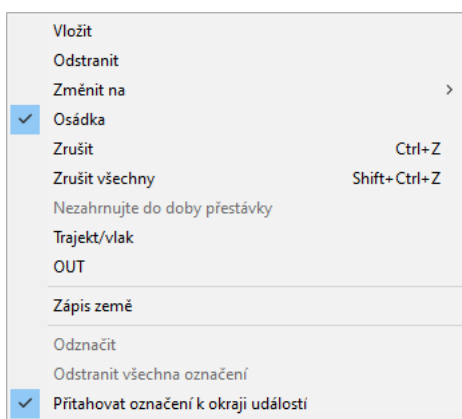 Vložit
Odstranit
Změnit na
Osádka
Zrušit Ctrl+Z
Zrušit všechny Shift+Ctrl+Z
Nezahrnujte do doby přestávky
Trajekt/vlak
OUT
Zápis země
Odznačit
Odstranit všechna označení
Přitahovat označení k okraji událostí